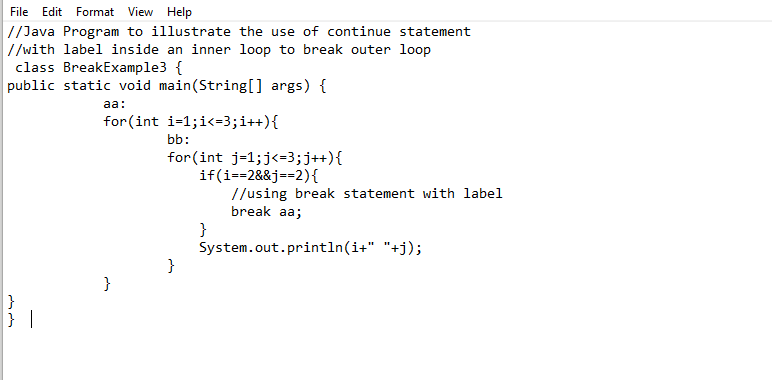 File Edit Format View Help
//Java Program to illustrate the use of continue statement
//with label inside an inner loop to break outer loop
 class BreakExample3 {
public static void main(String[] args) {
            aa:
            for(int i=1;i<=3;i++){
                    bb:
                    for(int j=1;j<=3;j++){
                        if(i==2&&j==2){
                            //using break statement with label
                            break aa;
                        }
                        System.out.println(i+" "+j);
                    }
            }
}
}